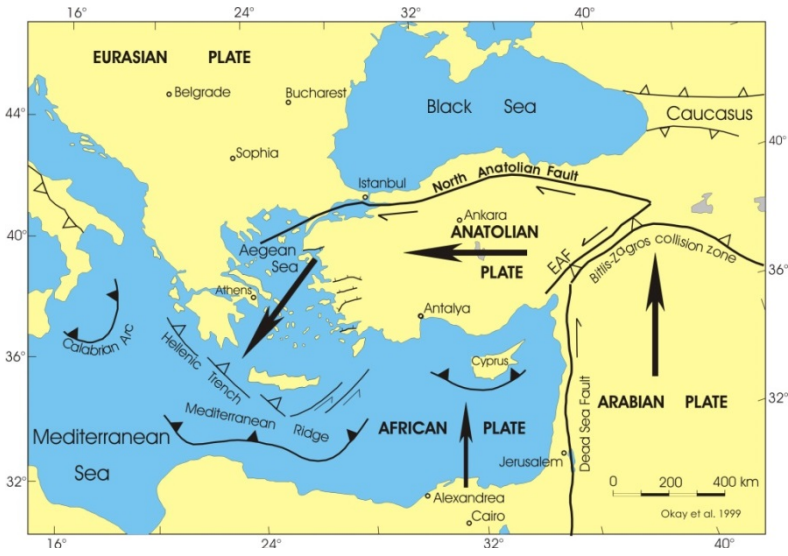 16°
24°
32°
40°
EURASIAN PLATE
Belgrade
Bucharest
Black Sea
Caucasus
44°
40°
Sophia
Istanbul
North Anatolian Fault
Ankara
ANATOLIAN
PLATE
40°
Aegean
Sea
EAF
Bitlis-Zagros collision zone
36°
Athens
Antalya
Calabrian Arc
Hellenic
Trench
Cyprus
36°
Mediterranean
Ridge
AFRICAN PLATE
Dead Sea Fault
ARABIAN PLATE
32°
Mediterranean
Sea
Jerusalem
0 200 400 km
32°
Alexandrea
Cairo
Okay et al. 1999
16°
24°
32°
40°